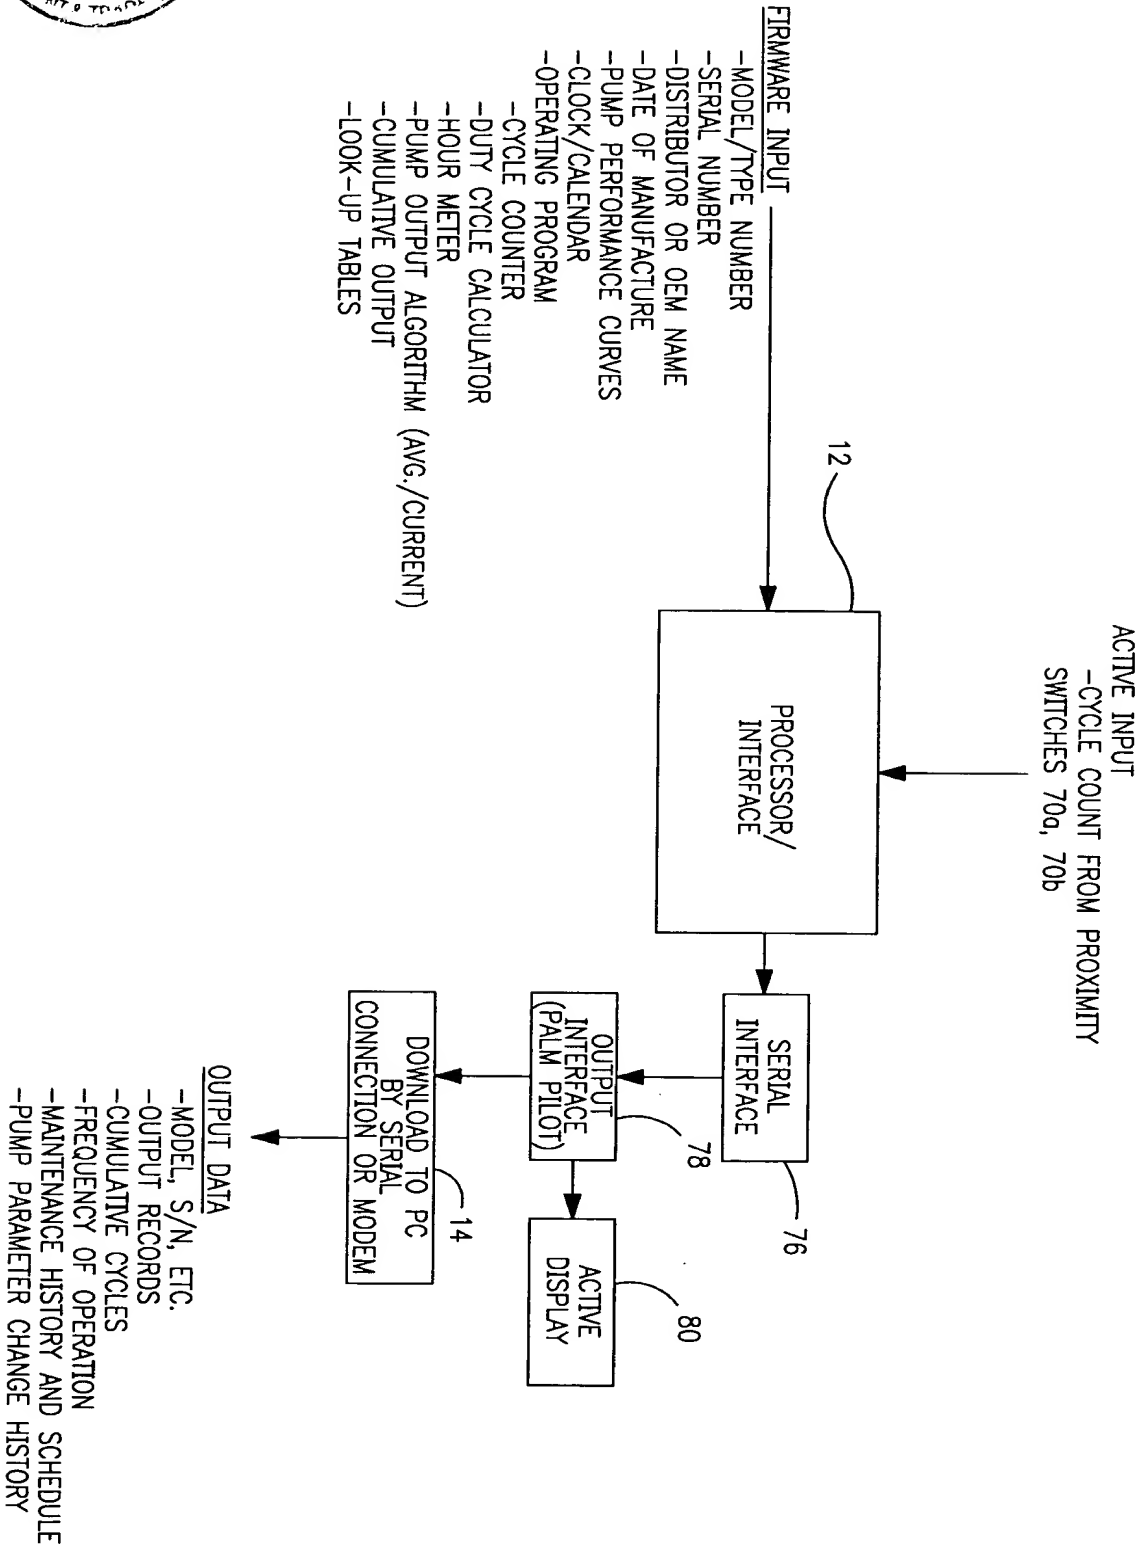 FIRMWARE INPUT
-MODEL/TYPE NUMBER
-SERIAL NUMBER
-DISTRIBUTOR OR OEM NAME
-DATE OF MANUFACTURE
-PUMP PERFORMANCE CURVES
-CLOCK/CALENDAR
-OPERATING PROGRAM
-CYCLE COUNTER
-DUTY CYCLE CALCULATOR
-HOUR METER
-PUMP OUTPUT ALGORITHM (AVG./CURRENT)
-CUMULATIVE OUTPUT
-LOOK-UP TABLES
ACTIVE INPUT
-CYCLE COUNT FROM PROXIMITY
SWITCHES 70a, 70b
12
PROCESSOR/
INTERFACE
SERIAL
INTERFACE
76
OUTPUT
INTERFACE
(PALM PILOT)
78
ACTIVE
DISPLAY
80
DOWNLOAD TO PC
BY SERIAL
CONNECTION OR MODEM
14
OUTPUT DATA
-MODEL, S/N, ETC.
-OUTPUT RECORDS
-CUMULATIVE CYCLES
-FREQUENCY OF OPERATION
-MAINTENANCE HISTORY AND SCHEDULE
-PUMP PARAMETER CHANGE HISTORY